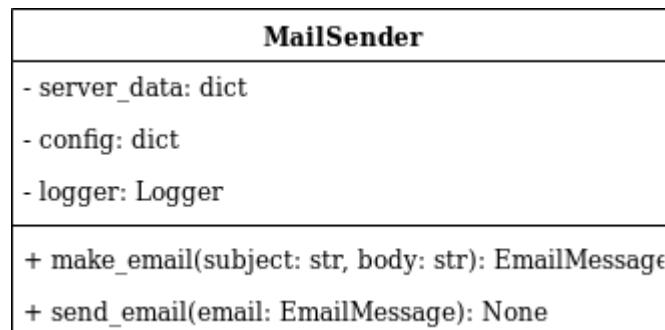 MailSender
- server_data: dict
- config: dict
- logger: Logger
+ make_email(subject: str, body: str): EmailMessage
+ send_email(email: EmailMessage): None